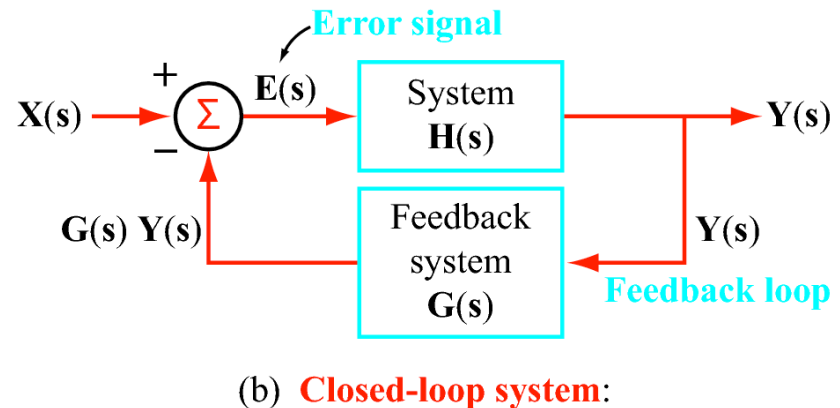 Error signal
+
E(s)
System
H(s)
X(s)
Σ
Y(s)
−
G(s) Y(s)
Feedback
system
G(s)
Y(s)
Feedback loop
(b) Closed-loop system: